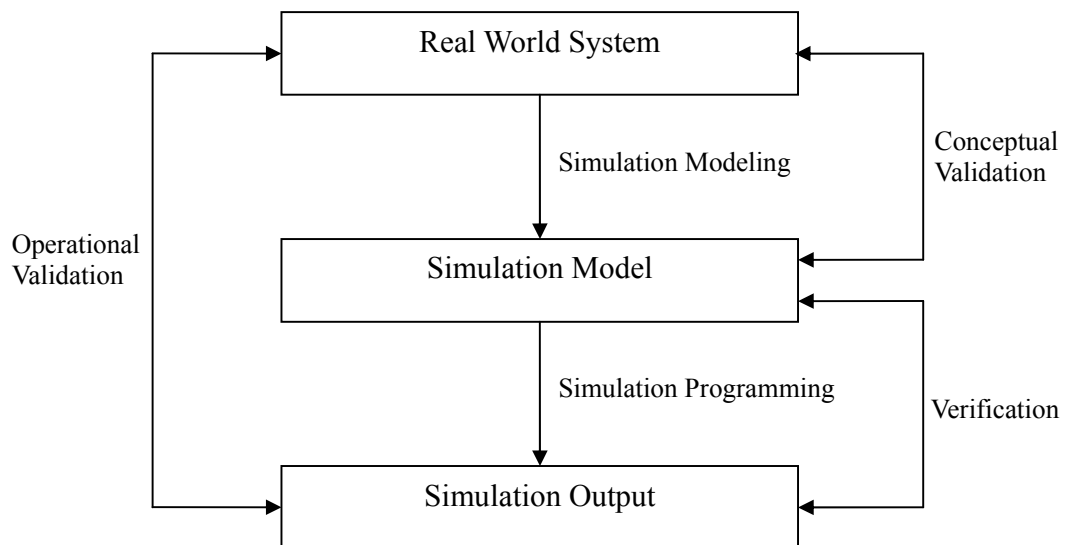 Real World System
Simulation Modeling
Conceptual
Validation
Operational
Validation
Simulation Model
Simulation Programming
Verification
Simulation Output